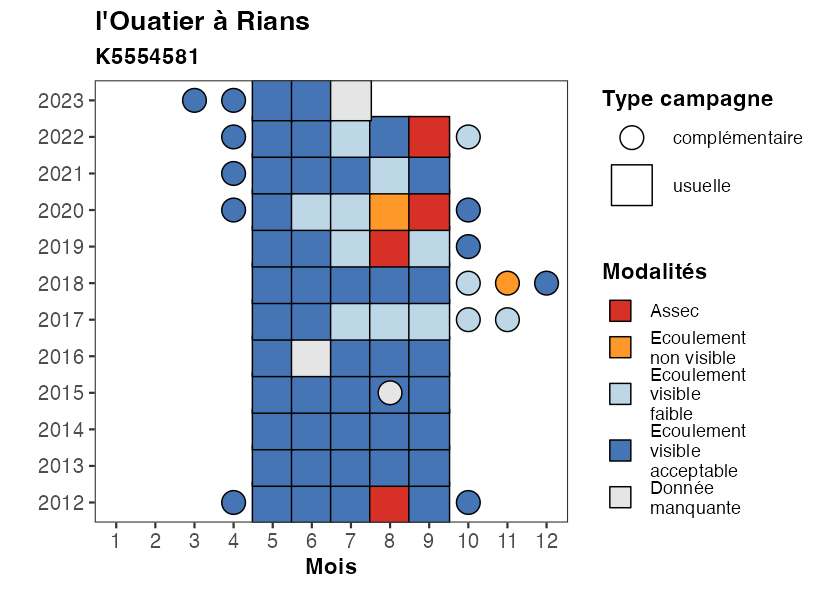 l'Ouatier à Rians
K5554581
2023
2022
2021
2020
2019
2018
2017
2016
2015
2014
2013
2012
1 2 3 4 5 6 7 8 9 10 11 12
Mois
Type campagne
complémentaire
usuelle
Modalités
Assec
Ecoulement
non visible
Ecoulement
visible
faible
Ecoulement
visible
acceptable
Donnée
manquante